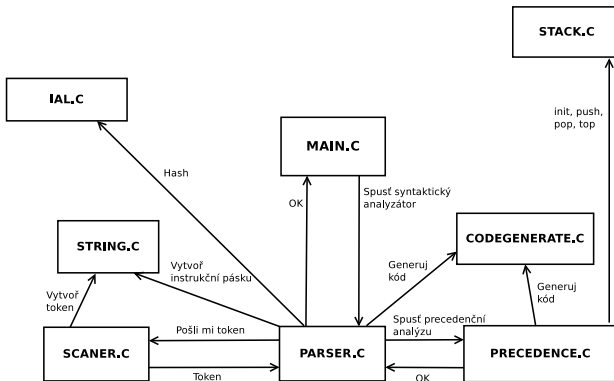 STACK.C
IAL.C
init, push,
pop, top
MAIN.C
Hash
OK
Spusť syntaktický
analyzátor
STRING.C
CODEGENERATE.C
Vytvoř
instrukční pásku
Generuj
kód
Vytvoř
token
Generuj
kód
Pošli mi token
Spusť precedenční
analýzu
SCANER.C
PARSER.C
PRECEDENCE.C
Token
OK